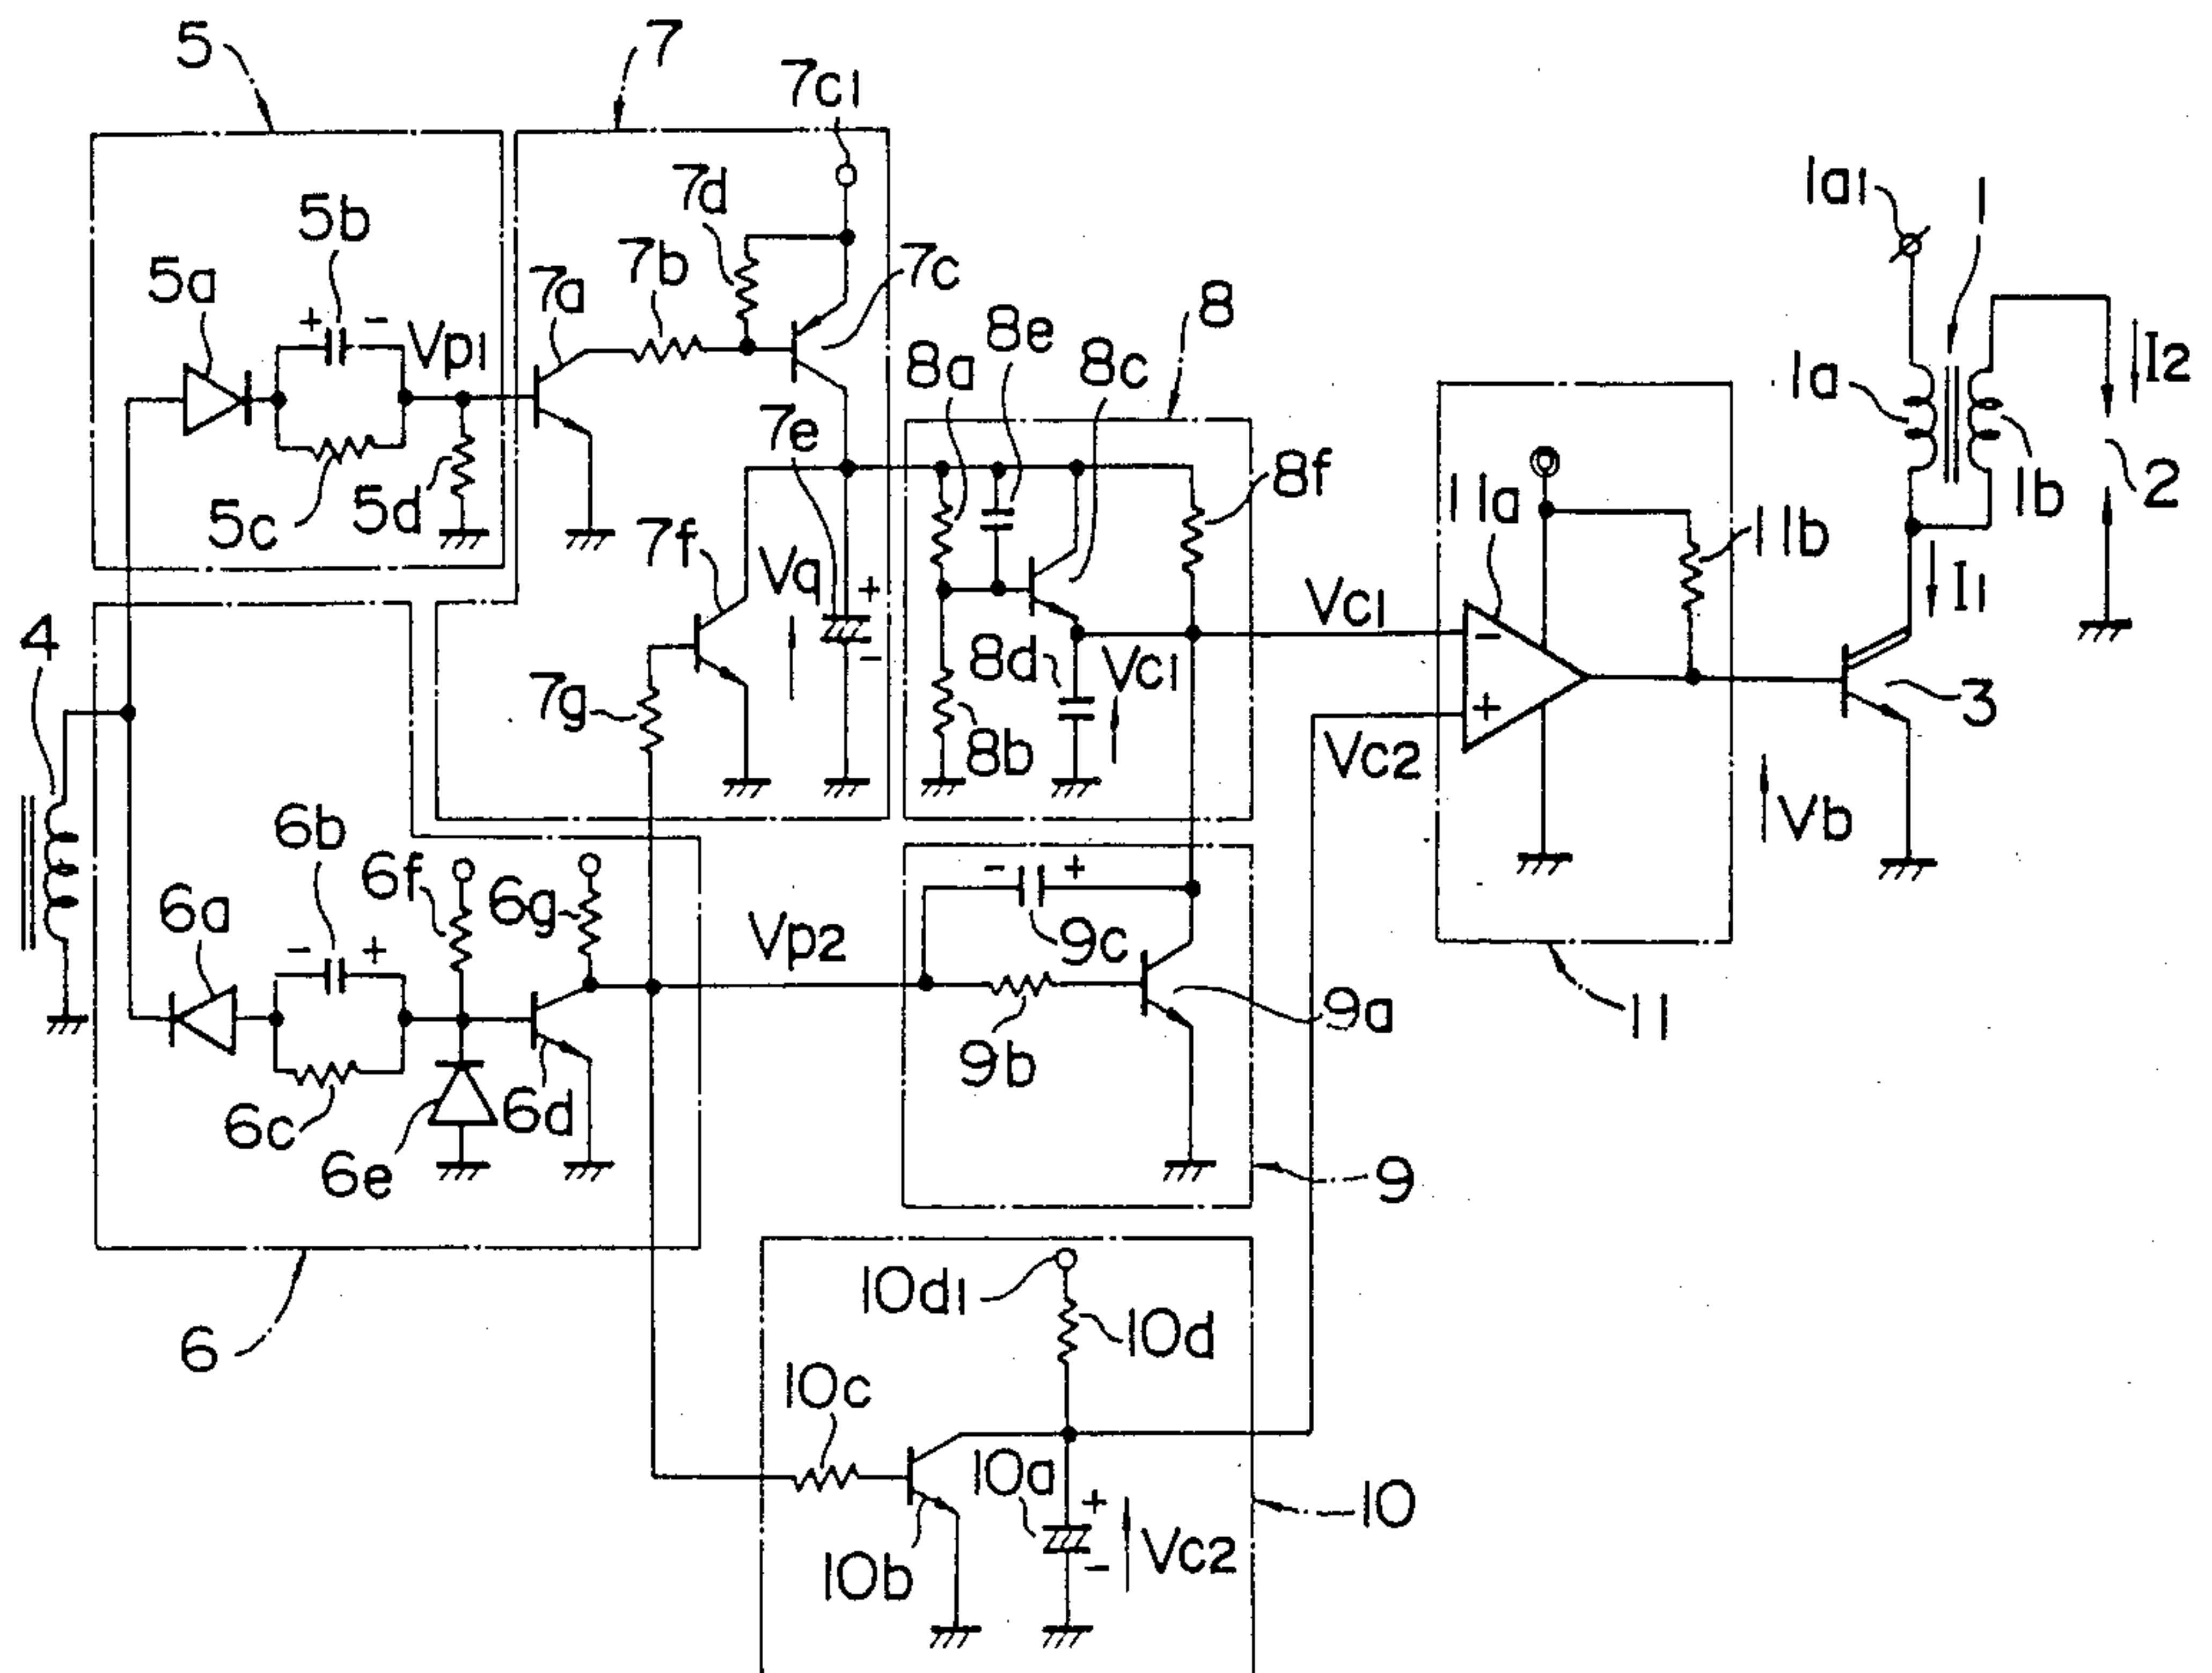 5
7
7c1
5b
5a
+ -
Vp1
7d
7b
7a
7c
8
8e
8a
8c
7e
5c
5d
7f
Va
+
-
7g
8f
8d
Vc1
8b
4
Vc1
Vc2
11a
11b
-
+
Vb
3
1a1
1
1a
1b
I2
2
I1
11
6b
6f
6g
6a
- +
6c
6e
6d
Vp2
- +
9c
9b
9a
9
6
10d1
10d
10c
10a
+
-
10b
Vc2
10